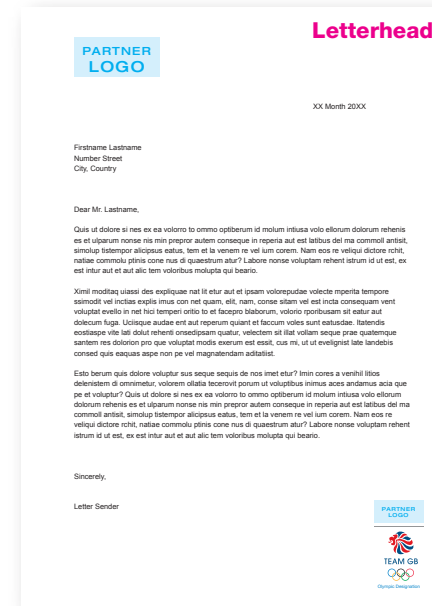 Letterhead
PARTNER
LOGO
XX Month 20XX
Firstname Lastname
Number Street
City, Country
Dear Mr. Lastname,
Quis ut dolore si nes ex ea volorro to ommo optiberum id molum intiusa volo ellorum dolorum rehenis
es et ulparum nonse nis min prepror autem conseque in reperia aut est latibus del ma commoll antisit,
simolup tistempor alicipsus eatus, tem et la venem re vel ium corem. Nam eos re veliqui dictore rchit,
natiae commolu ptinis cone nus di quaestrum atur? Labore nonse voluptam rehent istrum id ut est, ex
est intur aut et aut alic tem voloribus molupta qui beario.
Ximil moditaq uiassi des expliquae nat lit etur aut et ipsam volorepudae volecte mperita tempore
ssimodit vel inctias explis imus con net quam, elit, nam, conse sitam vel est incta consequam vent
voluptat evello in net hici temperi oritio to et facepro blaborum, volorio rporibusam sit eatur aut
dolecum fuga. Uciisque audae ent aut reperum quiant et faccum voles sunt eatusdae. Itatendis
eostiaspe vite lati dolut rehenti onsedipsam quatur, velectem sit illat vollam seque prae quatemque
santem res dolorion pro que voluptat modis exerum est essit, cus mi, ut ut evelignist late landebis
consed quis eaquas aspe non pe vel magnatendam aditatiist.
Esto berum quis dolore voluptur sus seque sequis de nos imet etur? Imin cores a venihil litios
delenistem di omnimetur, volorem ollatia tecerovit porum ut voluptibus inimus aces andamus acia que
pe et voluptur? Quis ut dolore si nes ex ea volorro to ommo optiberum id molum intiusa volo ellorum
dolorum rehenis es et ulparum nonse nis min prepror autem conseque in reperia aut est latibus del ma
commoll antisit, simolup tistempor alicipsus eatus, tem et la venem re vel ium corem. Nam eos re
veliqui dictore rchit, natiae commolu ptinis cone nus di quaestrum atur? Labore nonse voluptam rehent
istrum id ut est, ex est intur aut et aut alic tem voloribus molupta qui beario.
Sincerely,
Letter Sender
PARTNER
LOGO
TEAM GB
Olympic Designation